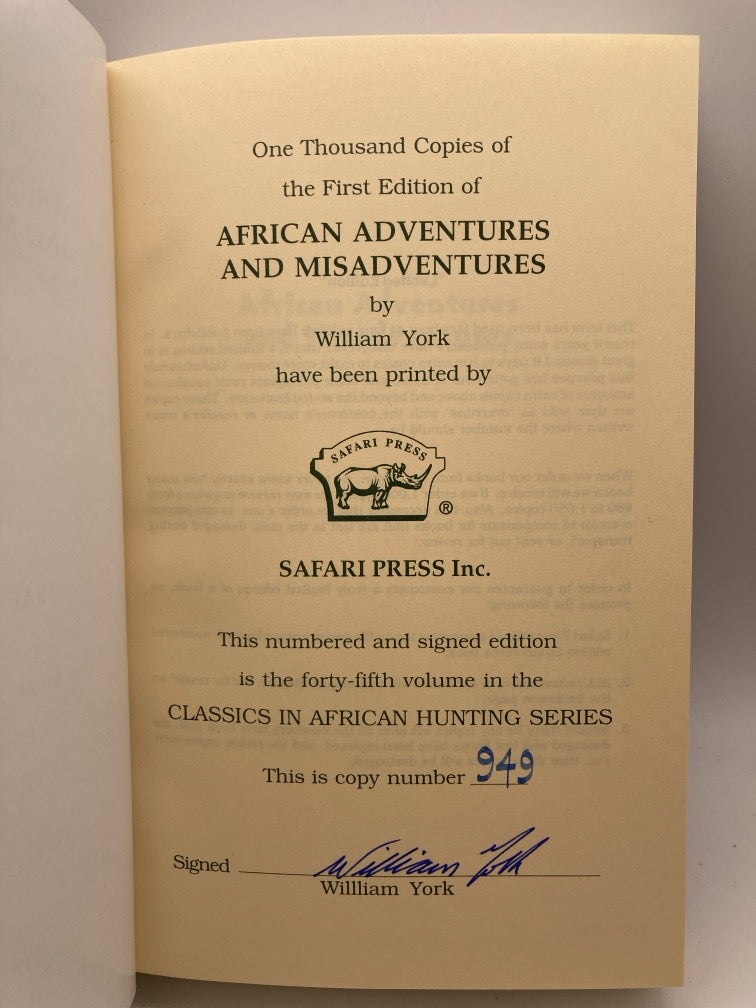 One Thousand Copies of
the First Edition of
AFRICAN ADVENTURES
AND MISADVENTURES
by
William York
have been printed by
SAFARI PRESS
®
SAFARI PRESS Inc.
This numbered and signed edition
is the forty-fifth volume in the
CLASSICS IN AFRICAN HUNTING SERIES
This is copy number 949
Signed William York
Willliam York